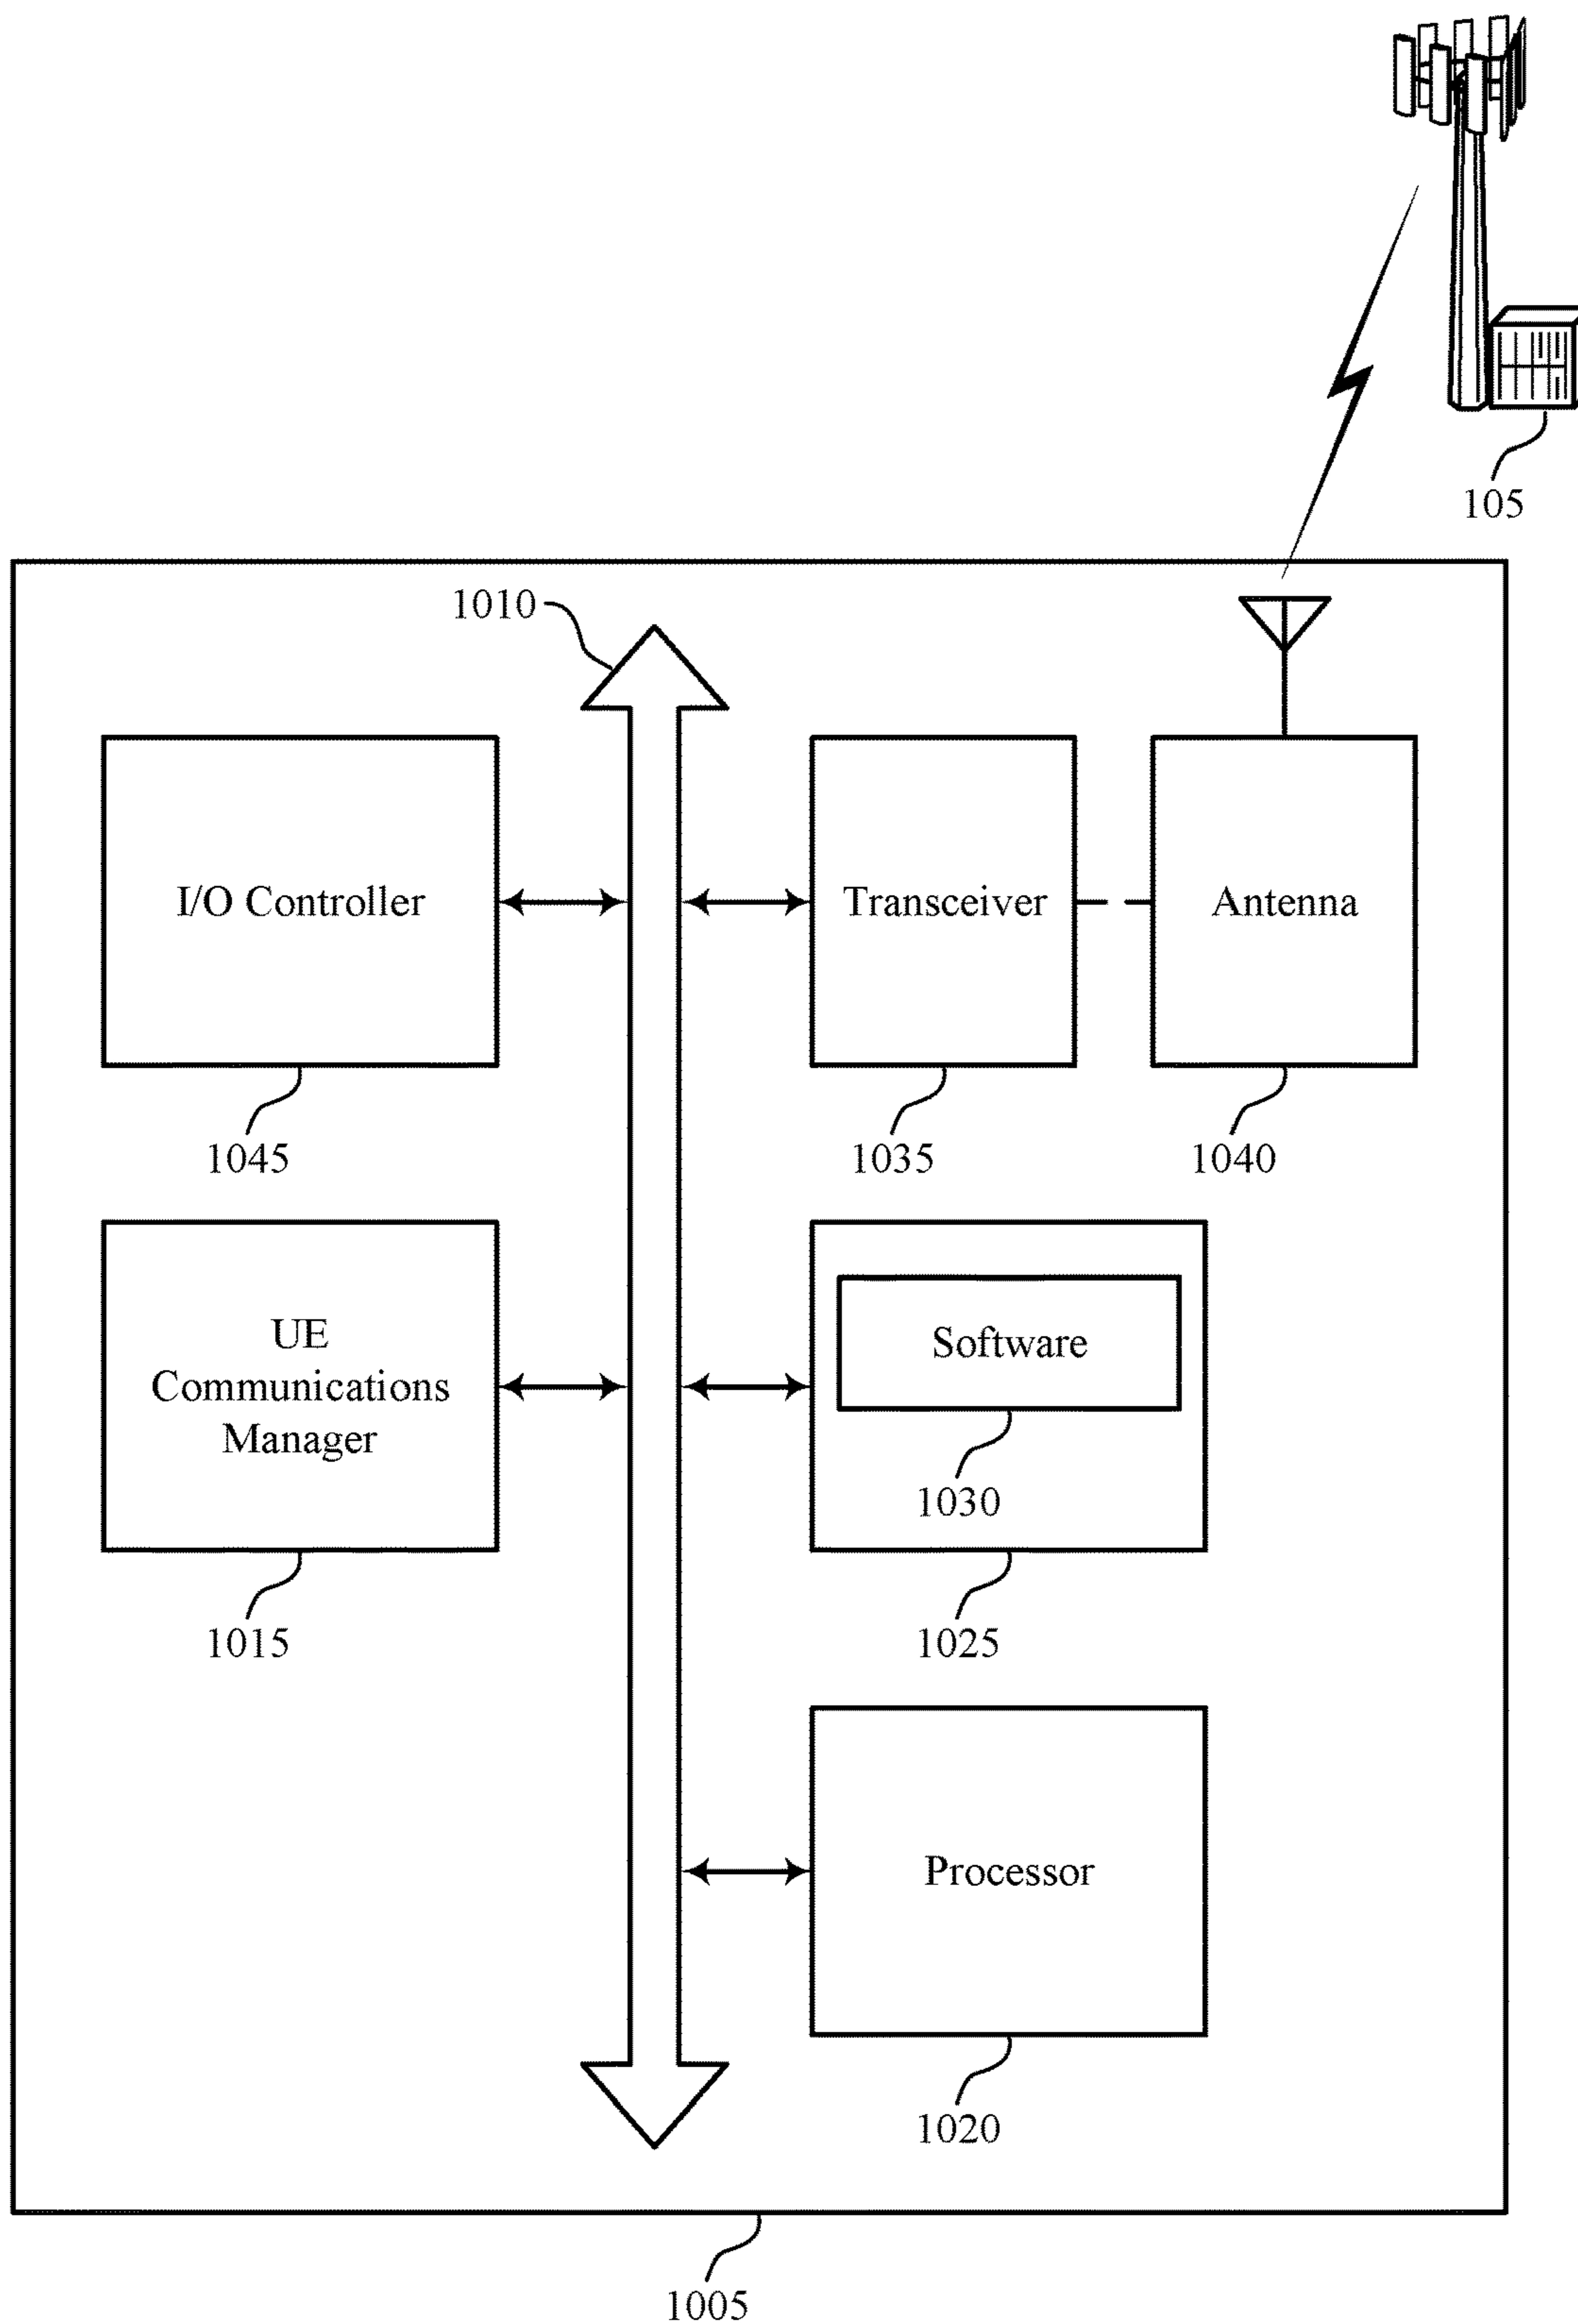 105
1010
I/O Controller
Transceiver
Antenna
1045
1035
1040
UE
Communications
Manager
Software
1030
1015
1025
Processor
1020
1005